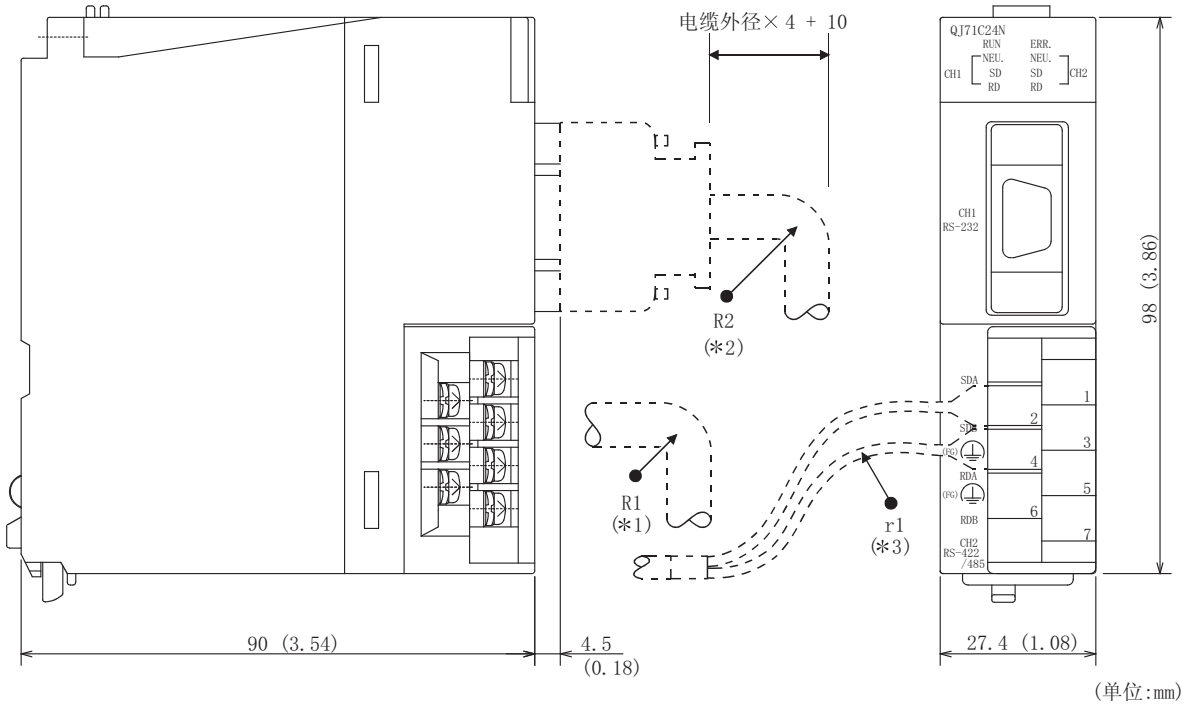 电缆外径×4 + 10
R2
(*2)
R1
(*1)
r1
(*3)
90 (3.54)
4.5
(0.18)
QJ71C24N
RUN ERR.
NEU. NEU.
CH1 SD SD CH2
RD RD
CH1
RS-232
SDA
1
2
SDB
3
(FG)
4
RDA
5
(FG)
6
RDB
7
CH2
RS-422
/485
98 (3.86)
27.4 (1.08)
(单位:mm)